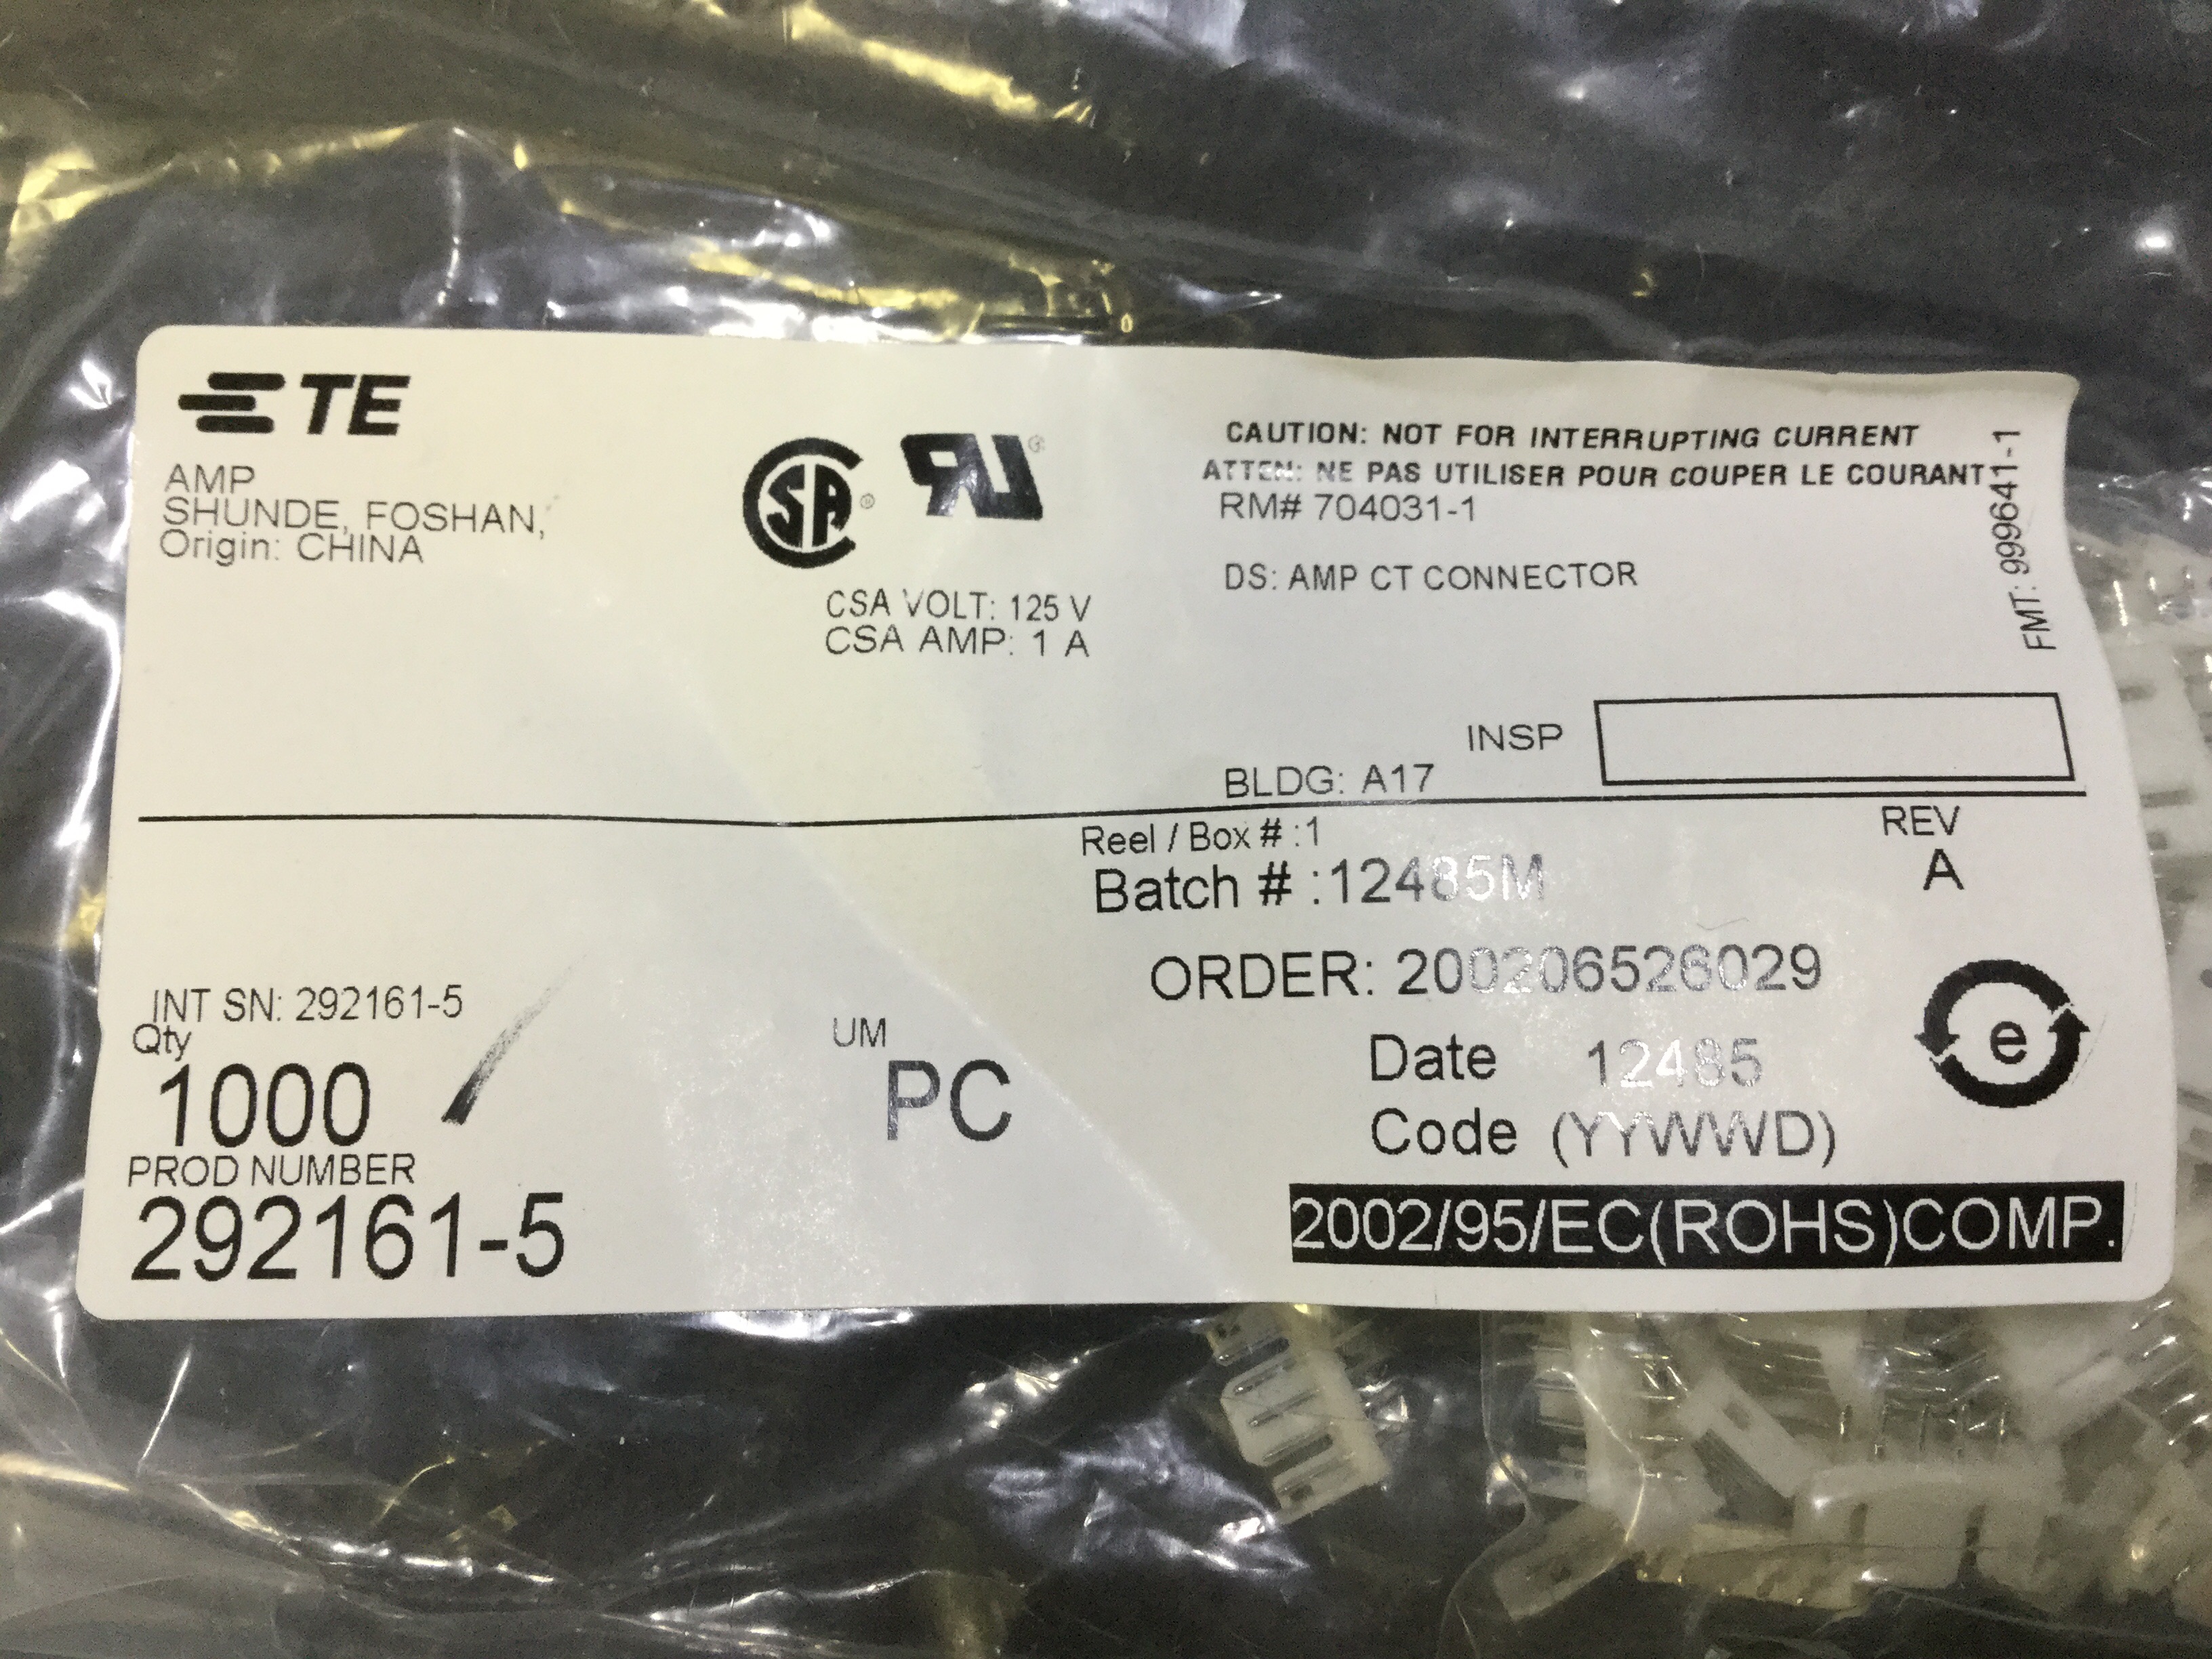 TE
AMP
SHUNDE, FOSHAN,
Origin: CHINA
SA ®
RU ®
CSA VOLT: 125 V
CSA AMP: 1 A
CAUTION: NOT FOR INTERRUPTING CURRENT
ATTEN: NE PAS UTILISER POUR COUPER LE COURANT
RM# 704031-1
DS: AMP CT CONNECTOR
FMT: 999641-1
INSP
BLDG: A17
Reel / Box # :1
REV
Batch # :12485M
A
ORDER: 200206526029
INT SN: 292161-5
Qty
1000
UM
PC
Date 12485
Code (YYWWD)
e
PROD NUMBER
292161-5
2002/95/EC(ROHS)COMP.